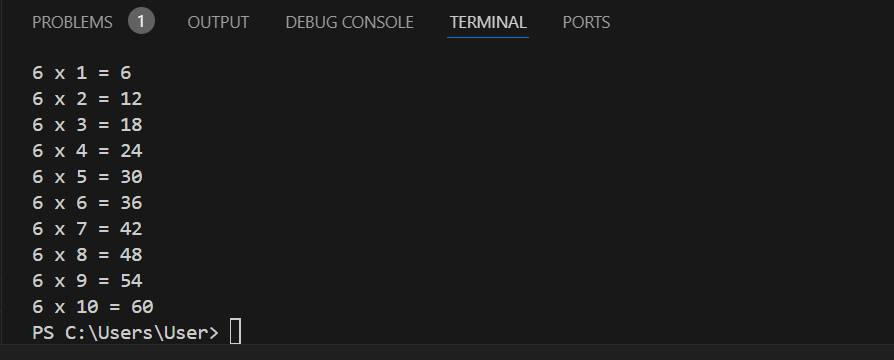 PROBLEMS 1 OUTPUT DEBUG CONSOLE TERMINAL PORTS
6 x 1 = 6
6 x 2 = 12
6 x 3 = 18
6 x 4 = 24
6 x 5 = 30
6 x 6 = 36
6 x 7 = 42
6 x 8 = 48
6 x 9 = 54
6 x 10 = 60
PS C:\Users\User>